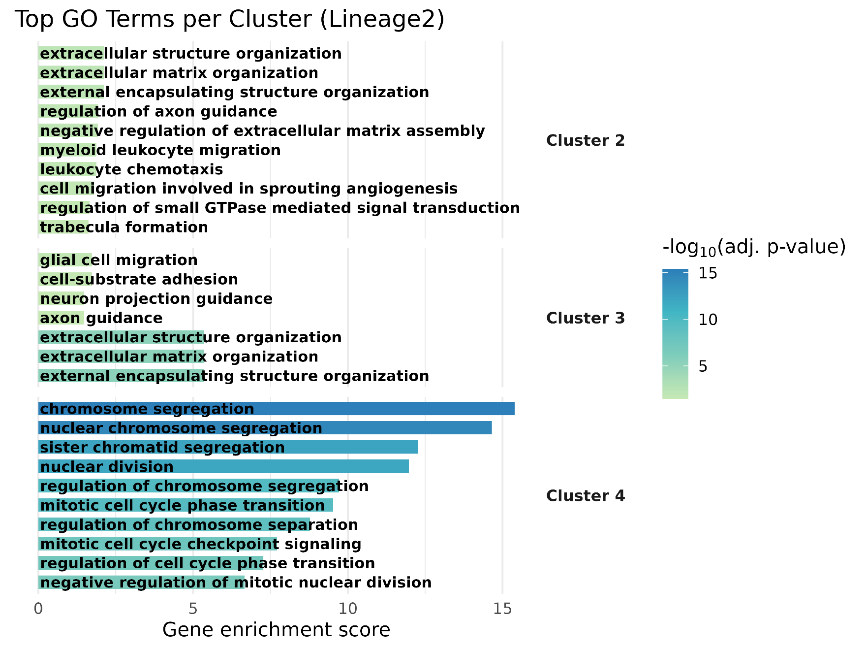 Top GO Terms per Cluster (Lineage2)
extracellular structure organization
extracellular matrix organization
external encapsulating structure organization
regulation of axon guidance
negative regulation of extracellular matrix assembly
myeloid leukocyte migration
leukocyte chemotaxis
cell migration involved in sprouting angiogenesis
regulation of small GTPase mediated signal transduction
trabecula formation
Cluster 2
glial cell migration
cell-substrate adhesion
neuron projection guidance
axon guidance
extracellular structure organization
extracellular matrix organization
external encapsulating structure organization
Cluster 3
chromosome segregation
nuclear chromosome segregation
sister chromatid segregation
nuclear division
regulation of chromosome segregation
mitotic cell cycle phase transition
regulation of chromosome separation
mitotic cell cycle checkpoint signaling
regulation of cell cycle phase transition
negative regulation of mitotic nuclear division
Cluster 4
0 5 10 15
Gene enrichment score
-log10(adj. p-value)
15
10
5